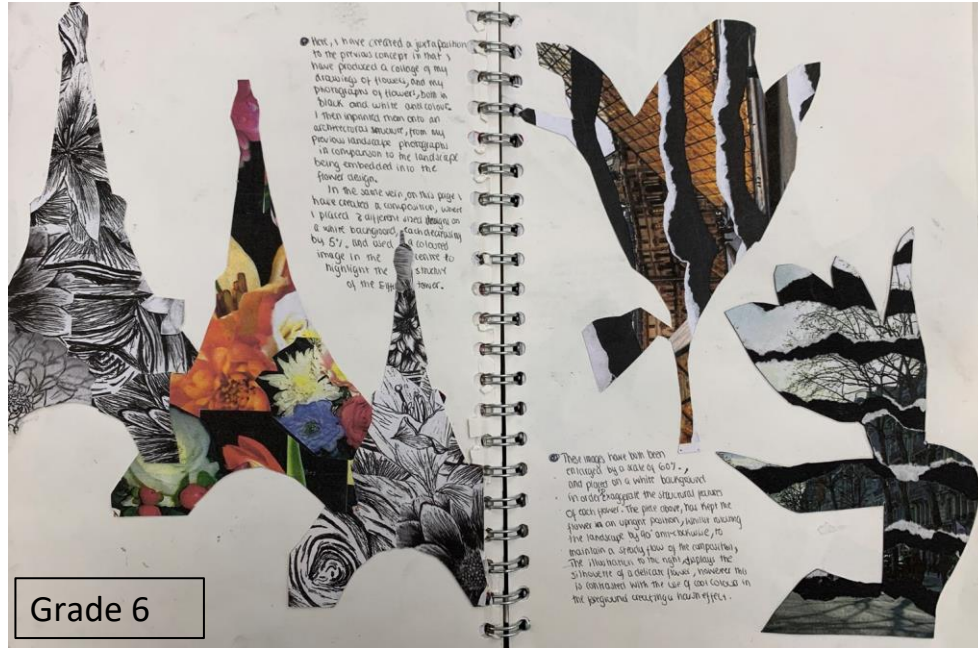 Here, I have created a juxtaposition
to the previous concept in that I
have produced a collage of my
drawings of flowers, and my
photographs of flowers, both in
black and white and colour.
I then inprinted them onto an
architectural structure, from my
previous landscape photographs
in comparison to the landscape
being embedded into the
flower design.
In the same vein, on this page I
have created a composition, where
I placed 3 different sized designs on
a white background, each decreasing
by 5%. and used a coloured
image in the centre to
highlight the structure
of the Eiffel tower.
These images have both been
enlarged by a scale of 60%.,
and placed on a white background
in order exaggerate the structural features
of each flower. The piece above, has kept the
flower in an upright position, whilst rotating
the landscape by 90° anti-clockwise, to
maintain a steady flow of the composition,
The illustration to the right, displays the
silhouette of a delicate flower, however this
is contrasted with the use of cool colours in
the foreground creating a harsh effect.
Grade 6